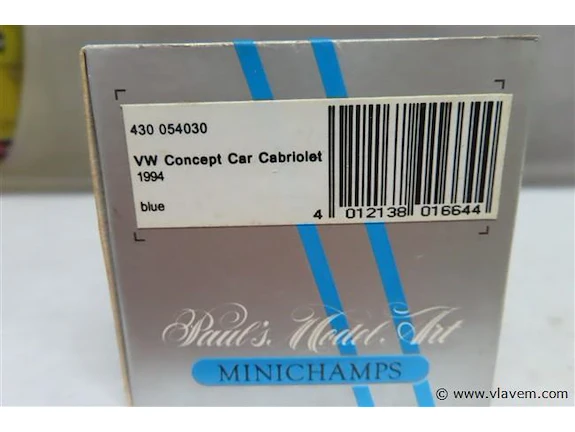 430 054030
VW Concept Car Cabriolet
1994
blue
4 012138 016644
Paul's Model Art
MINICHAMPS
© www.vlavem.com